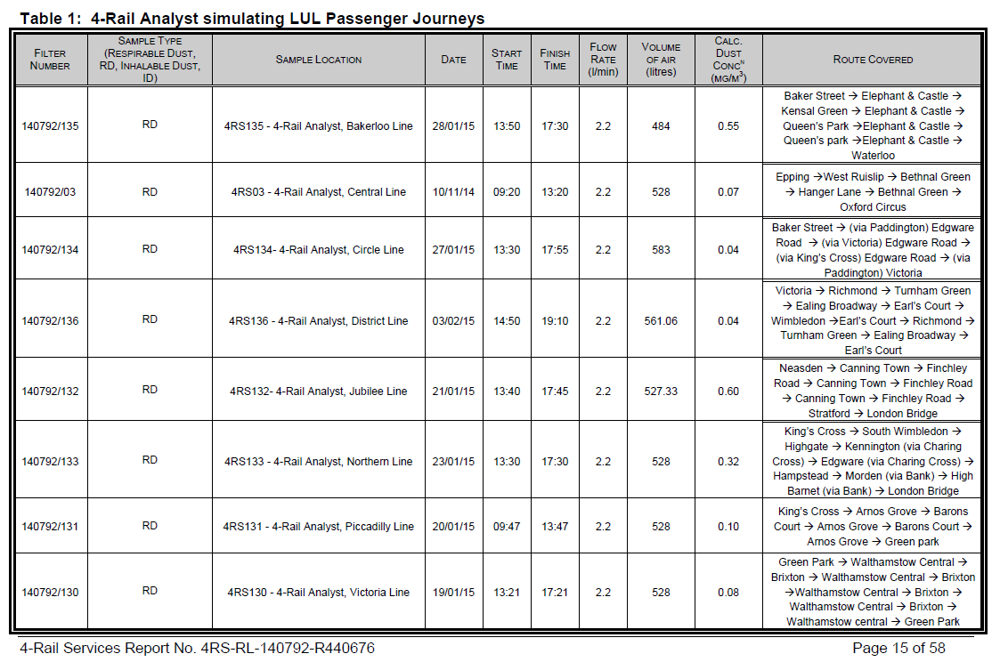 Table 1: 4-Rail Analyst simulating LUL Passenger Journeys
FILTER NUMBER
SAMPLE TYPE (RESPIRABLE DUST, RD, INHALABLE DUST, ID)
SAMPLE LOCATION
DATE
START TIME
FINISH TIME
FLOW RATE (l/min)
VOLUME OF AIR (litres)
CALC. DUST CONCᴺ (MG/M³)
ROUTE COVERED
140792/135
RD
4RS135 - 4-Rail Analyst, Bakerloo Line
28/01/15
13:50
17:30
2.2
484
0.55
Baker Street → Elephant & Castle →
Kensal Green → Elephant & Castle →
Queen's Park →Elephant & Castle →
Queen's park →Elephant & Castle →
Waterloo
140792/03
RD
4RS03 - 4-Rail Analyst, Central Line
10/11/14
09:20
13:20
2.2
528
0.07
Epping →West Ruislip → Bethnal Green
→ Hanger Lane → Bethnal Green →
Oxford Circus
140792/134
RD
4RS134- 4-Rail Analyst, Circle Line
27/01/15
13:30
17:55
2.2
583
0.04
Baker Street → (via Paddington) Edgware
Road → (via Victoria) Edgware Road →
(via King's Cross) Edgware Road → (via
Paddington) Victoria
140792/136
RD
4RS136 - 4-Rail Analyst, District Line
03/02/15
14:50
19:10
2.2
561.06
0.04
Victoria → Richmond → Turnham Green
→ Ealing Broadway → Earl's Court →
Wimbledon →Earl's Court → Richmond →
Turnham Green → Ealing Broadway →
Earl's Court
140792/132
RD
4RS132- 4-Rail Analyst, Jubilee Line
21/01/15
13:40
17:45
2.2
527.33
0.60
Neasden → Canning Town → Finchley
Road → Canning Town → Finchley Road
→ Canning Town → Finchley Road →
Stratford → London Bridge
140792/133
RD
4RS133 - 4-Rail Analyst, Northern Line
23/01/15
13:30
17:30
2.2
528
0.32
King's Cross → South Wimbledon →
Highgate → Kennington (via Charing
Cross) → Edgware (via Charing Cross) →
Hampstead → Morden (via Bank) → High
Barnet (via Bank) → London Bridge
140792/131
RD
4RS131 - 4-Rail Analyst, Piccadilly Line
20/01/15
09:47
13:47
2.2
528
0.10
King's Cross → Arnos Grove → Barons
Court → Arnos Grove → Barons Court →
Arnos Grove → Green park
140792/130
RD
4RS130 - 4-Rail Analyst, Victoria Line
19/01/15
13:21
17:21
2.2
528
0.08
Green Park → Walthamstow Central →
Brixton → Walthamstow Central → Brixton
→Walthamstow Central → Brixton →
Walthamstow Central → Brixton →
Walthamstow central → Green Park
4-Rail Services Report No. 4RS-RL-140792-R440676
Page 15 of 58